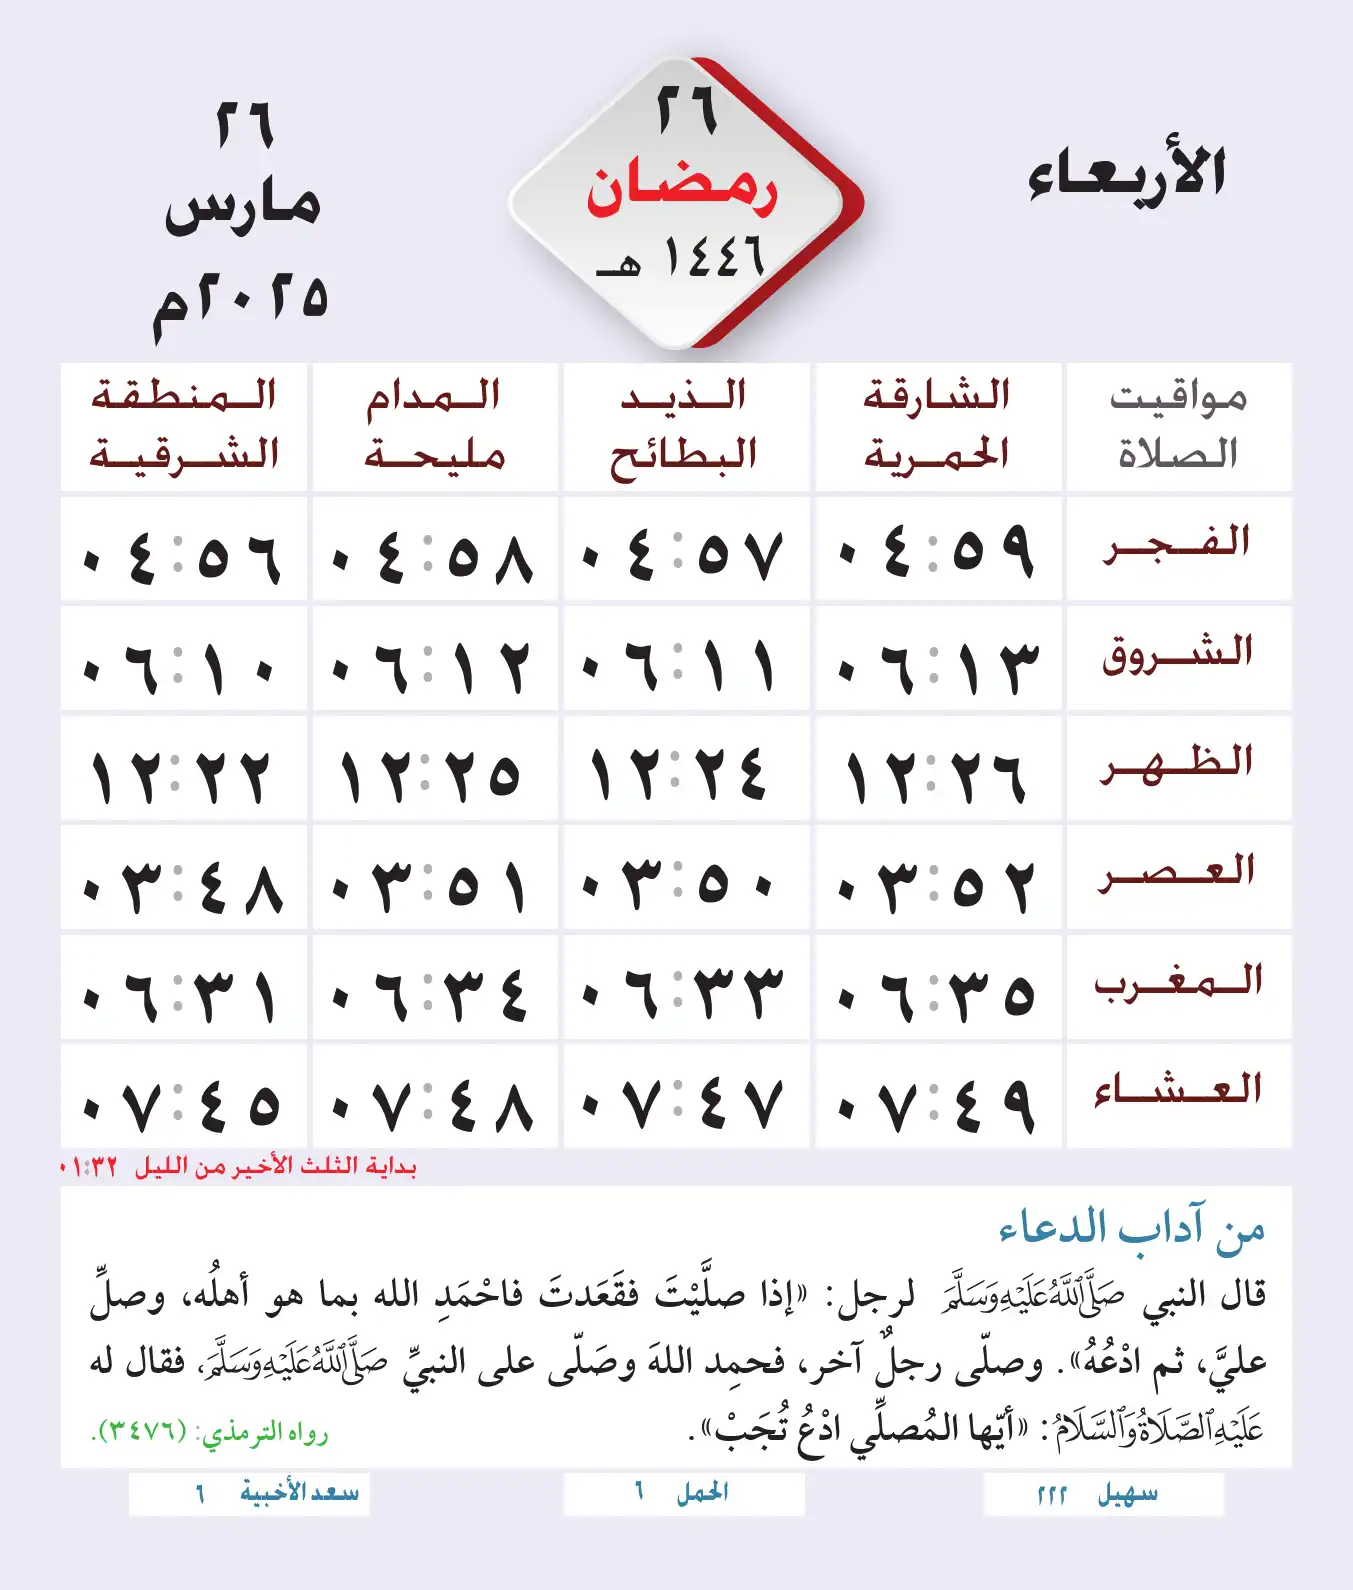 الأربعاء
٢٦
رمضان
١٤٤٦ هـ
٢٦
مارس
٢٠٢٥م
مواقيت الصلاة الشارقة الحمرية الذيد البطائح المدام مليحة المنطقة الشرقية
الفجر ٠٤:٥٩ ٠٤:٥٧ ٠٤:٥٨ ٠٤:٥٦
الشروق ٠٦:١٣ ٠٦:١١ ٠٦:١٢ ٠٦:١٠
الظهر ١٢:٢٦ ١٢:٢٤ ١٢:٢٥ ١٢:٢٢
العصر ٠٣:٥٢ ٠٣:٥٠ ٠٣:٥١ ٠٣:٤٨
المغرب ٠٦:٣٥ ٠٦:٣٣ ٠٦:٣٤ ٠٦:٣١
العشاء ٠٧:٤٩ ٠٧:٤٧ ٠٧:٤٨ ٠٧:٤٥
بداية الثلث الأخير من الليل ٠١:٣٢
من آداب الدعاء
قال النبي صَلَّى اللَّهُ عَلَيْهِ وَسَلَّمَ لرجل: «إذا صلَّيْتَ فقَعَدتَ فاحْمَدِ الله بما هو أهلُه، وصلِّ
عليَّ، ثم ادْعُهُ». وصلّى رجلٌ آخر، فحمِد اللهَ وصَلّى على النبيِّ صَلَّى اللَّهُ عَلَيْهِ وَسَلَّمَ، فقال له
عَلَيْهِ الصَّلَاةُ وَالسَّلَامُ: «أيّها المُصلِّي ادْعُ تُجَبْ». رواه الترمذي: (٣٤٧٦).
سهيل ٢٢٢ الحمل ٦ سعد الأخبية ٦